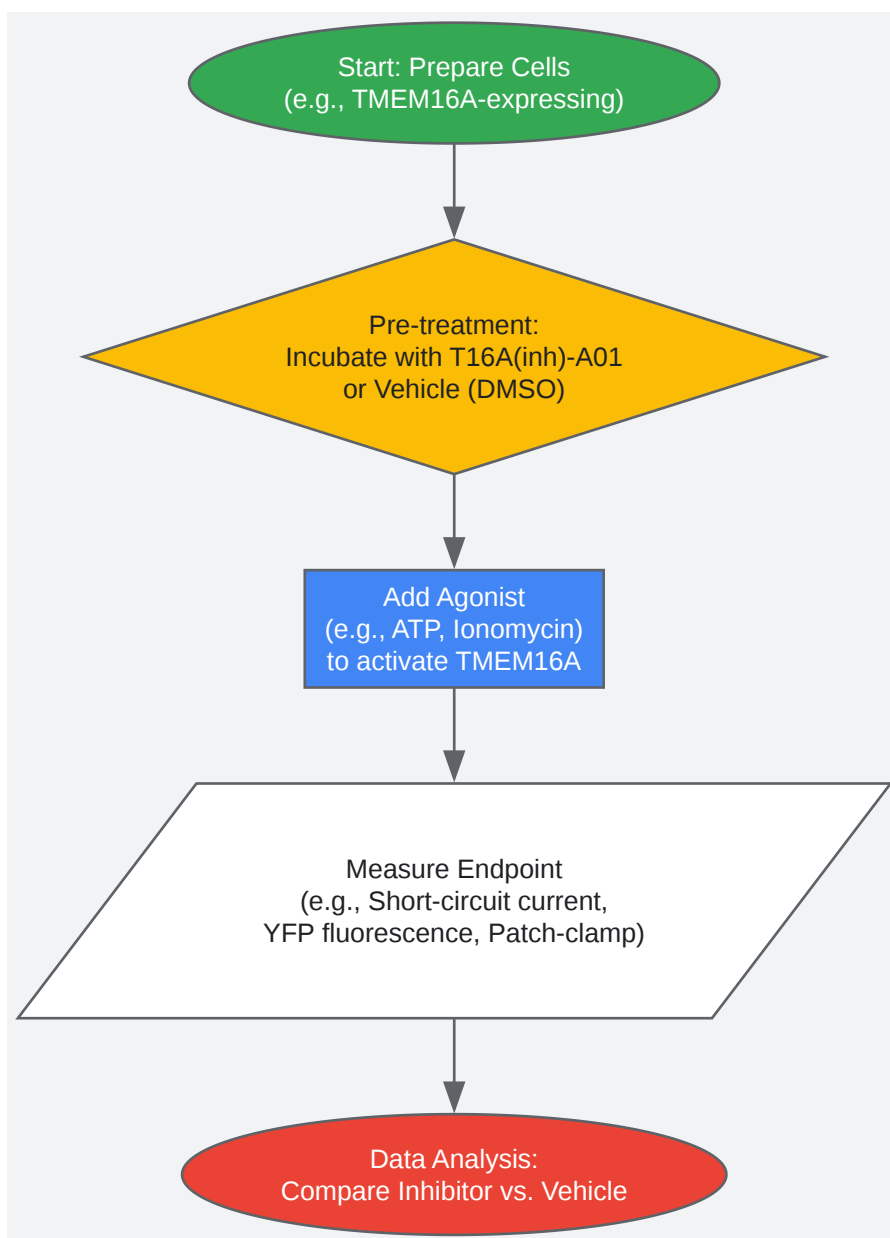 Start: Prepare Cells
(e.g., TMEM16A-expressing)
Pre-treatment:
Incubate with T16A(inh)-A01
or Vehicle (DMSO)
Add Agonist
(e.g., ATP, Ionomycin)
to activate TMEM16A
Measure Endpoint
(e.g., Short-circuit current,
YFP fluorescence, Patch-clamp)
Data Analysis:
Compare Inhibitor vs. Vehicle